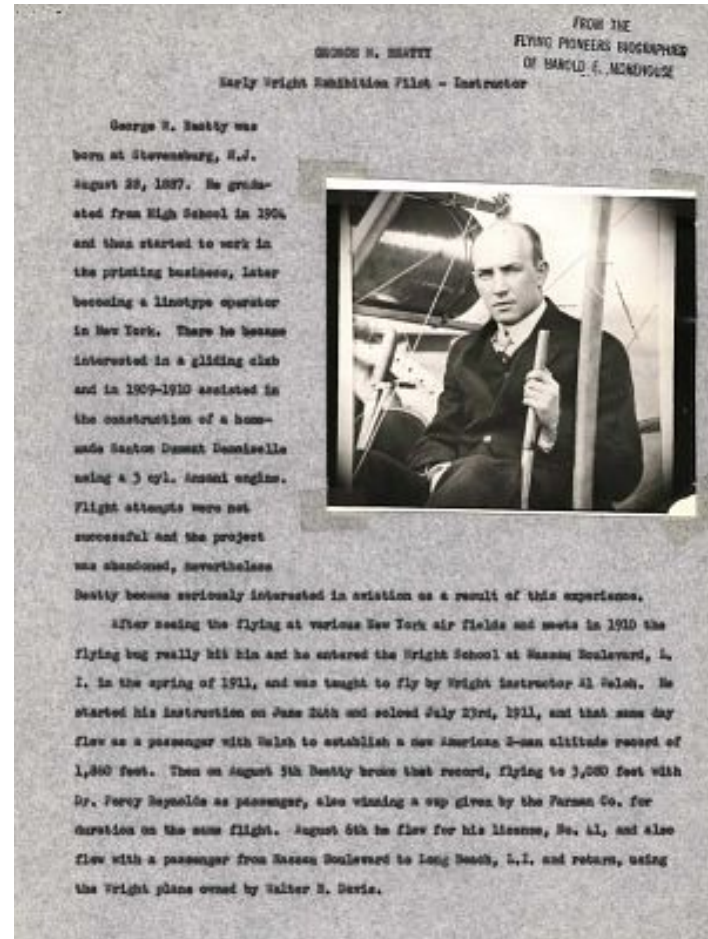 FROM THE
FLYING PIONEERS BIOGRAPHIES
OF HAROLD E. MOREHOUSE
GEORGE W. BEATTY
Early Wright Exhibition Pilot - Instructor
George W. Beatty was
born at Stevensburg, N.J.
August 28, 1887. He gradu-
ated from High School in 1904
and then started to work in
the printing business, later
becoming a linotype operator
in New York. There he became
interested in a gliding club
and in 1909-1910 assisted in
the construction of a home-
made Santos Dumont Demoiselle
using a 3 cyl. Anzani engine.
Flight attempts were not
successful and the project
was abandoned, nevertheless
Beatty became seriously interested in aviation as a result of this experience.
After seeing the flying at various New York air fields and meets in 1910 the
flying bug really bit him and he entered the Wright School at Nassau Boulevard, L.
I. in the spring of 1911, and was taught to fly by Wright instructor Al Welsh. He
started his instruction on June 24th and soloed July 23rd, 1911, and that same day
flew as a passenger with Welsh to establish a new American 2-man altitude record of
1,860 feet. Then on August 5th Beatty broke that record, flying to 3,080 feet with
Dr. Percy Reynolds as passenger, also winning a cup given by the Farman Co. for
duration on the same flight. August 6th he flew for his license, No. 41, and also
flew with a passenger from Nassau Boulevard to Long Beach, L.I. and return, using
the Wright plane owned by Walter E. Davis.